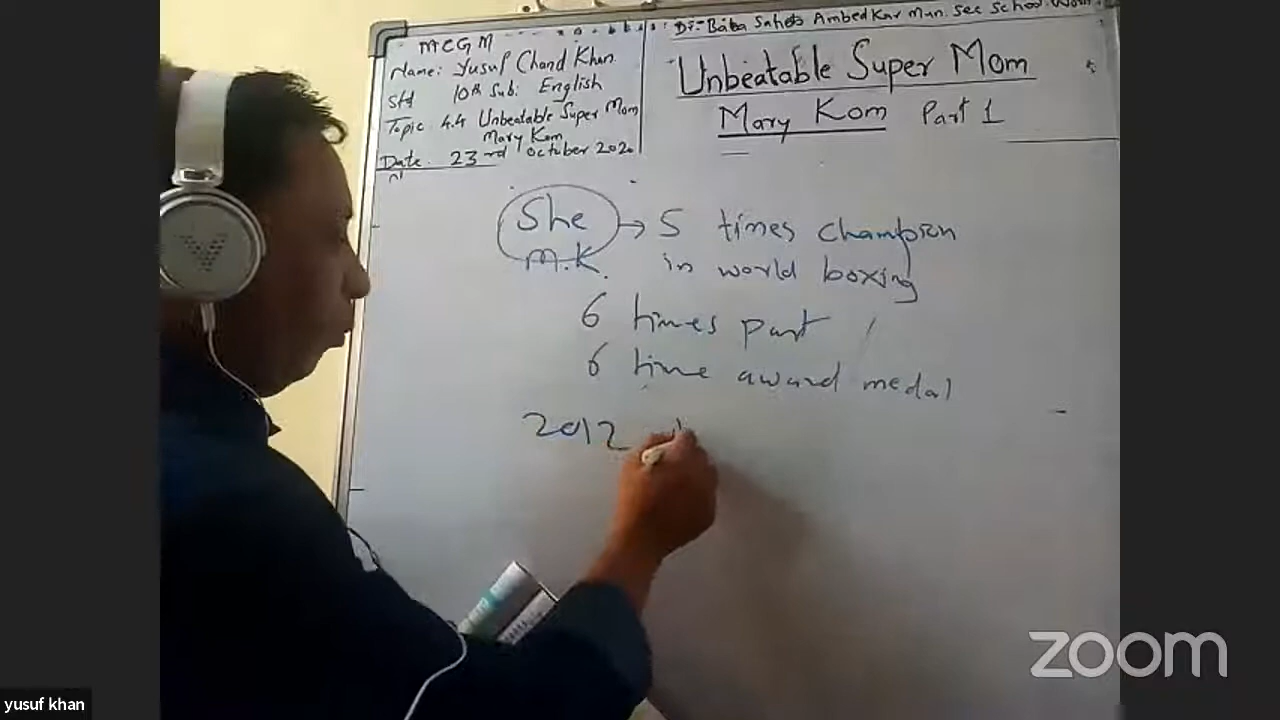 MCGM
Name: Yusuf Chand Khan
Std 10th Sub: English
Topic 4.4 Unbeatable Super Mom
Mary Kom
Date 23rd October 2020
Dr-Baba Saheb Ambedkar Mun. Sec School
Unbeatable Super Mom
Mary Kom Part 1
She → 5 times champion
M.K. in world boxing
6 times part
6 time award medal
2012
zoom
yusuf khan